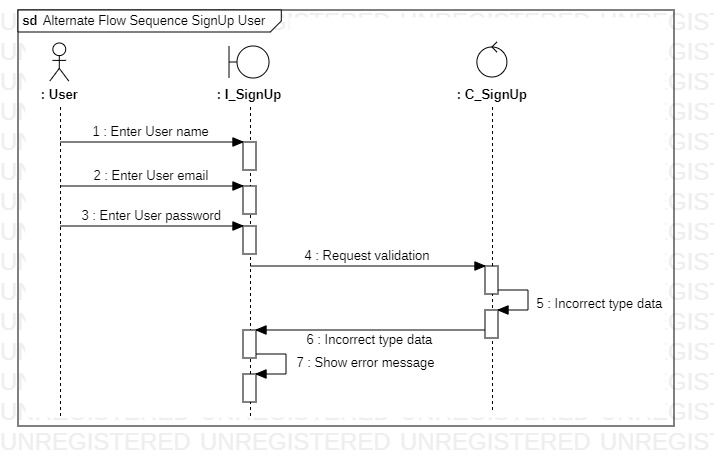 sd Alternate Flow Sequence SignUp User
: User
: I_SignUp
: C_SignUp
1 : Enter User name
2 : Enter User email
3 : Enter User password
4 : Request validation
5 : Incorrect type data
6 : Incorrect type data
7 : Show error message
UNREGISTERED UNREGISTERED UNREGISTERED UNREGISTERED